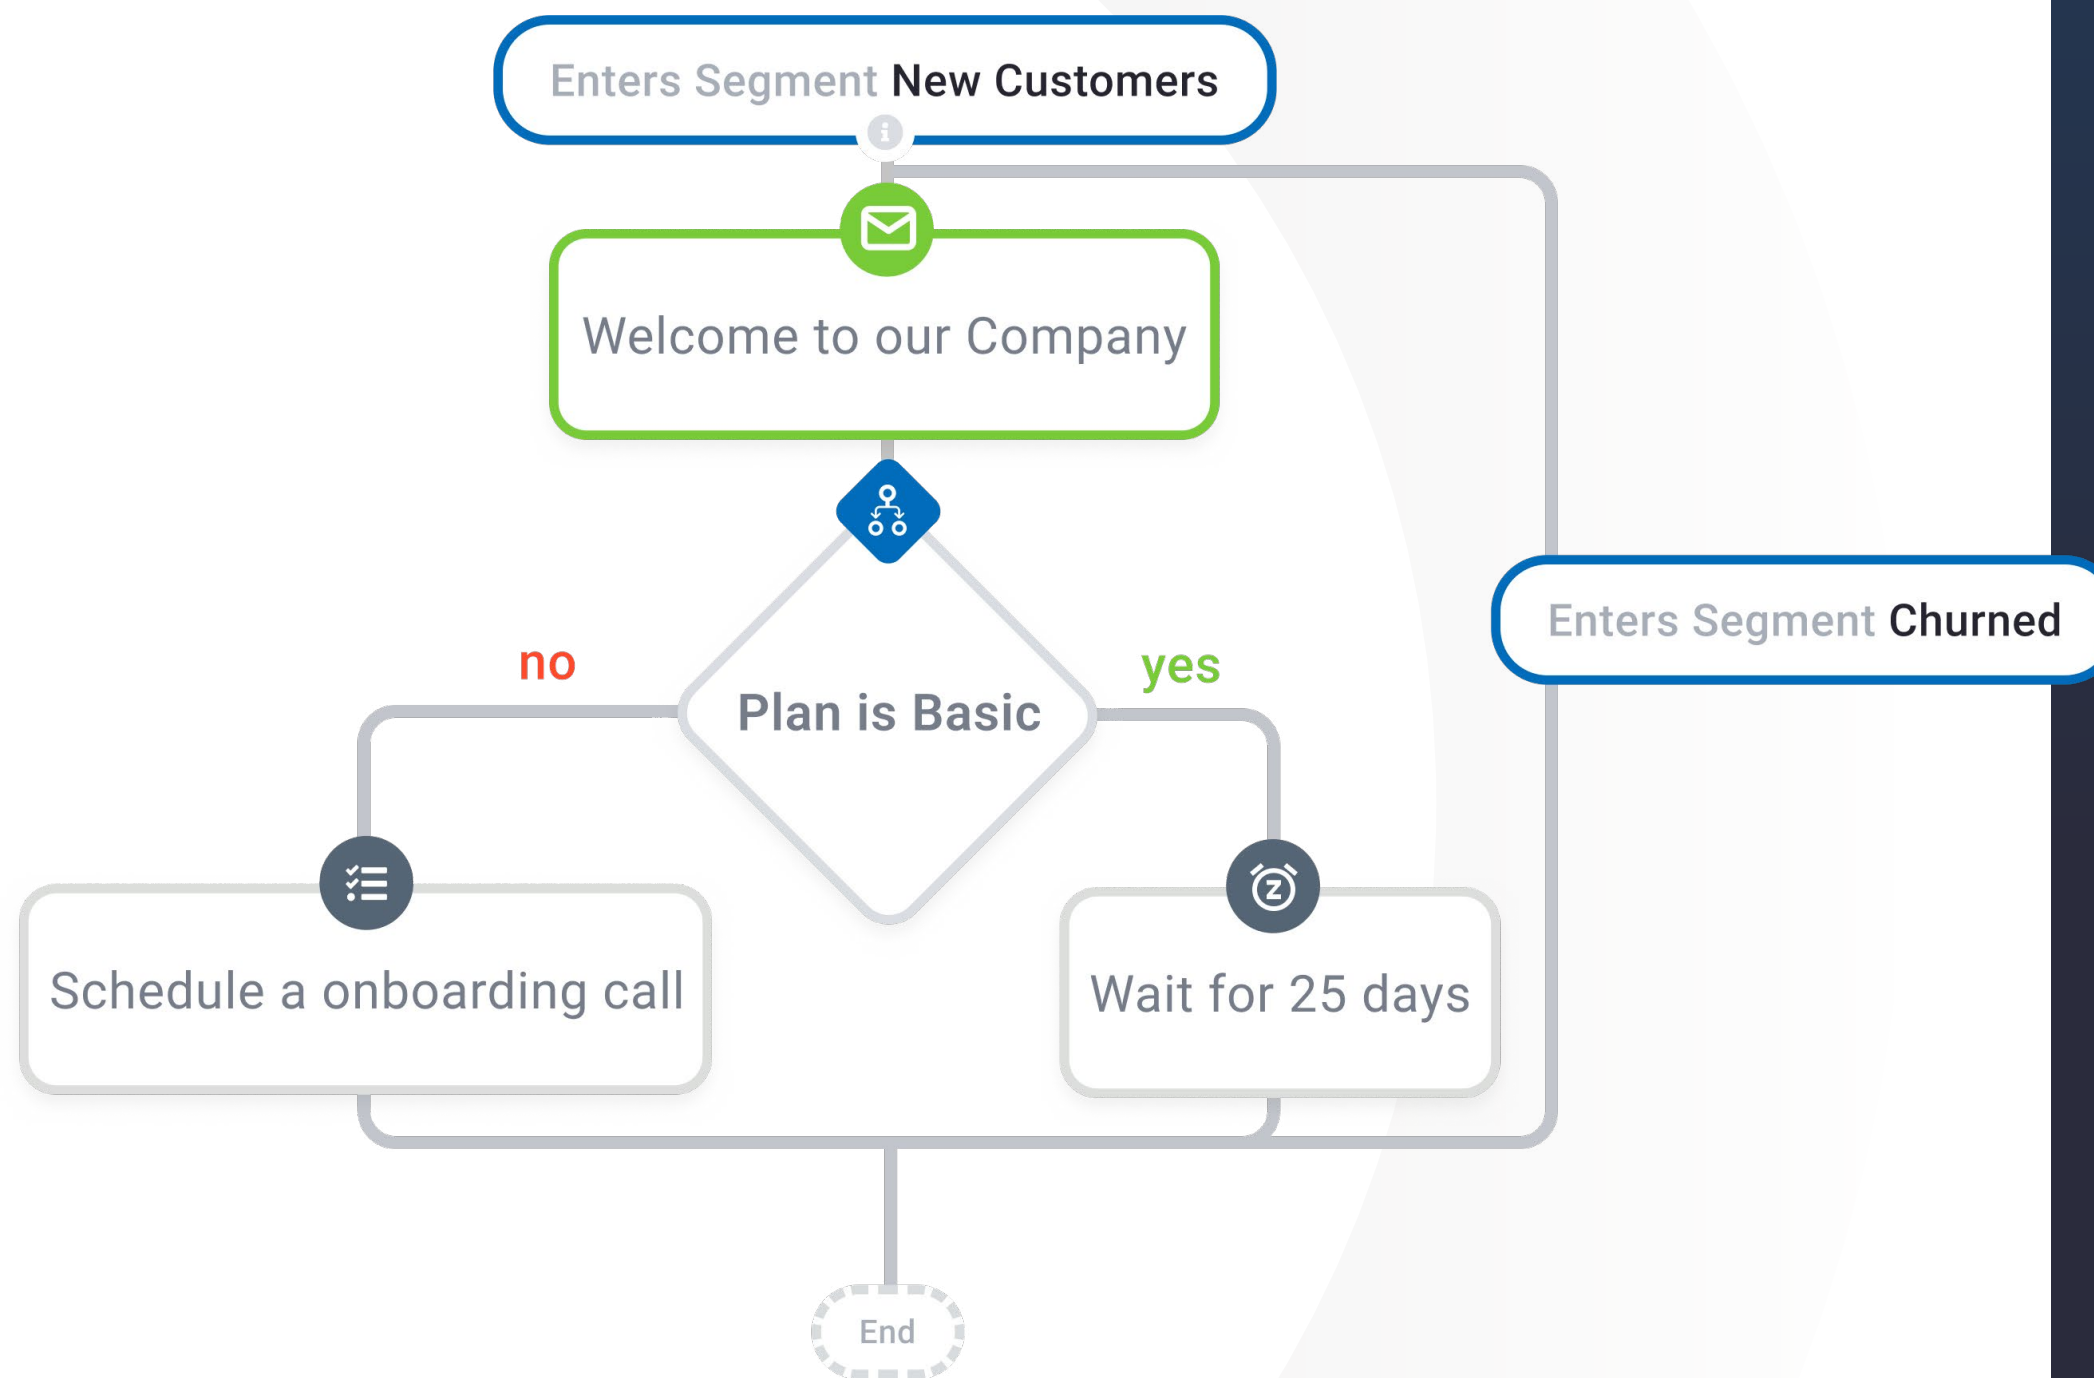 Enters Segment New Customers
Welcome to our Company
no
yes
Plan is Basic
Enters Segment Churned
Schedule a onboarding call
Wait for 25 days
End